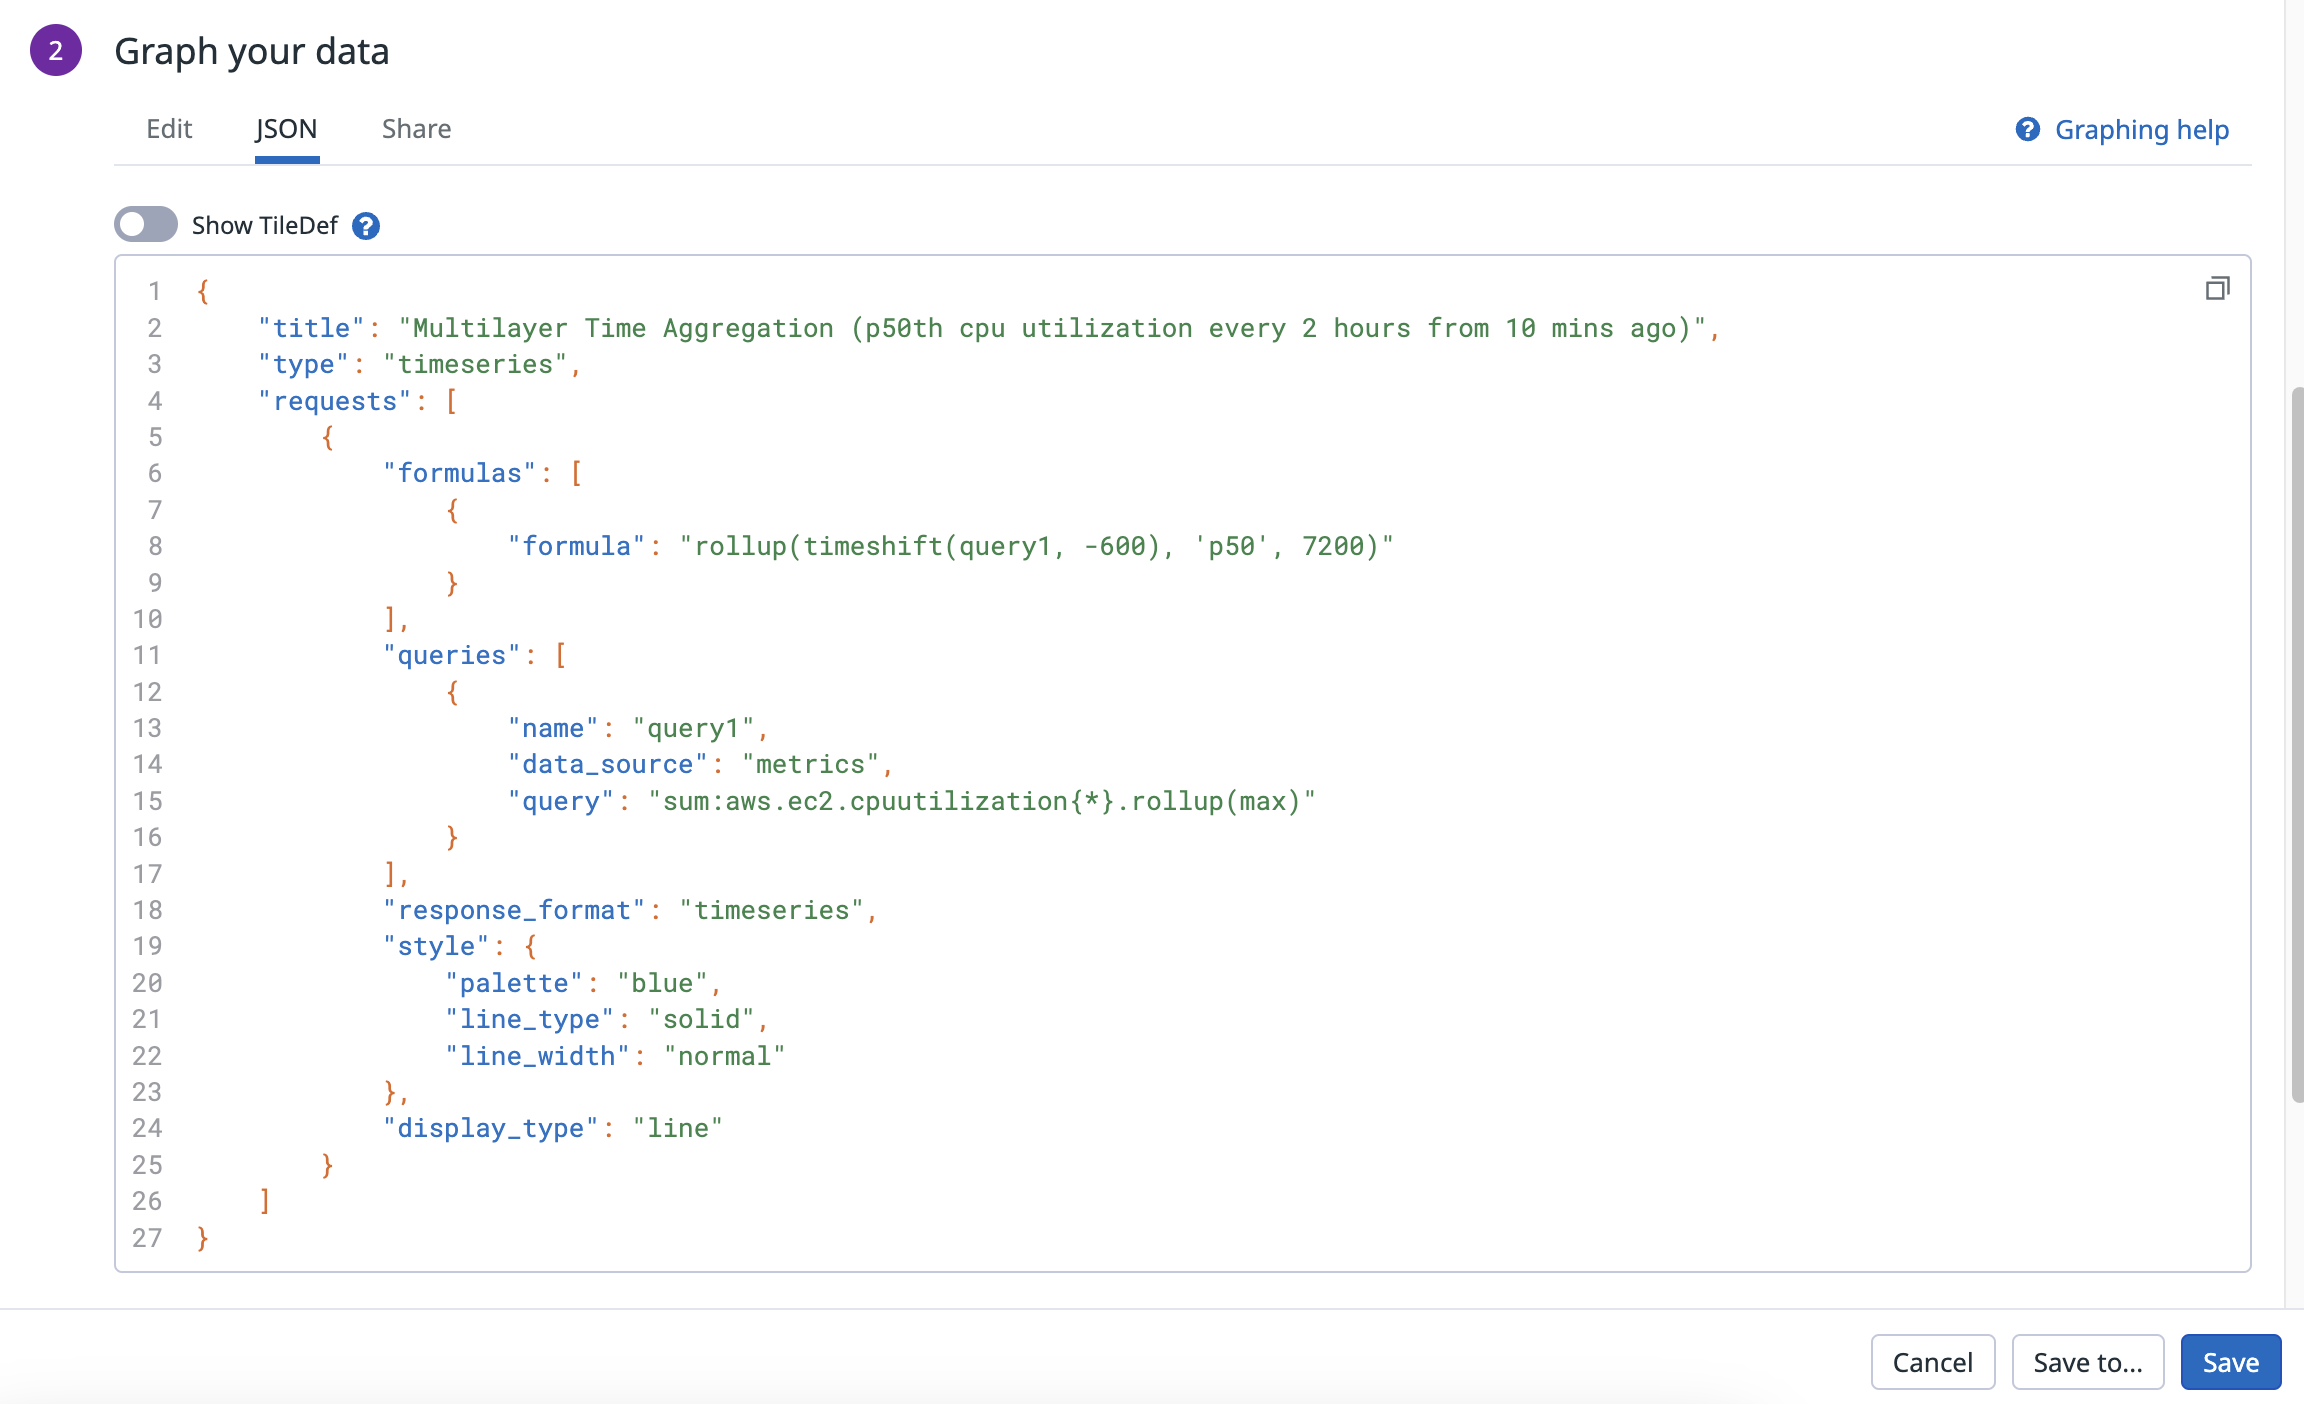 2 Graph your data
Edit JSON Share Graphing help
Show TileDef
1 {
2     "title": "Multilayer Time Aggregation (p50th cpu utilization every 2 hours from 10 mins ago)",
3     "type": "timeseries",
4     "requests": [
5         {
6             "formulas": [
7                 {
8                     "formula": "rollup(timeshift(query1, -600), 'p50', 7200)"
9                 }
10             ],
11             "queries": [
12                 {
13                     "name": "query1",
14                     "data_source": "metrics",
15                     "query": "sum:aws.ec2.cpuutilization{*}.rollup(max)"
16                 }
17             ],
18             "response_format": "timeseries",
19             "style": {
20                 "palette": "blue",
21                 "line_type": "solid",
22                 "line_width": "normal"
23             },
24             "display_type": "line"
25         }
26     ]
27 }
Cancel Save to... Save